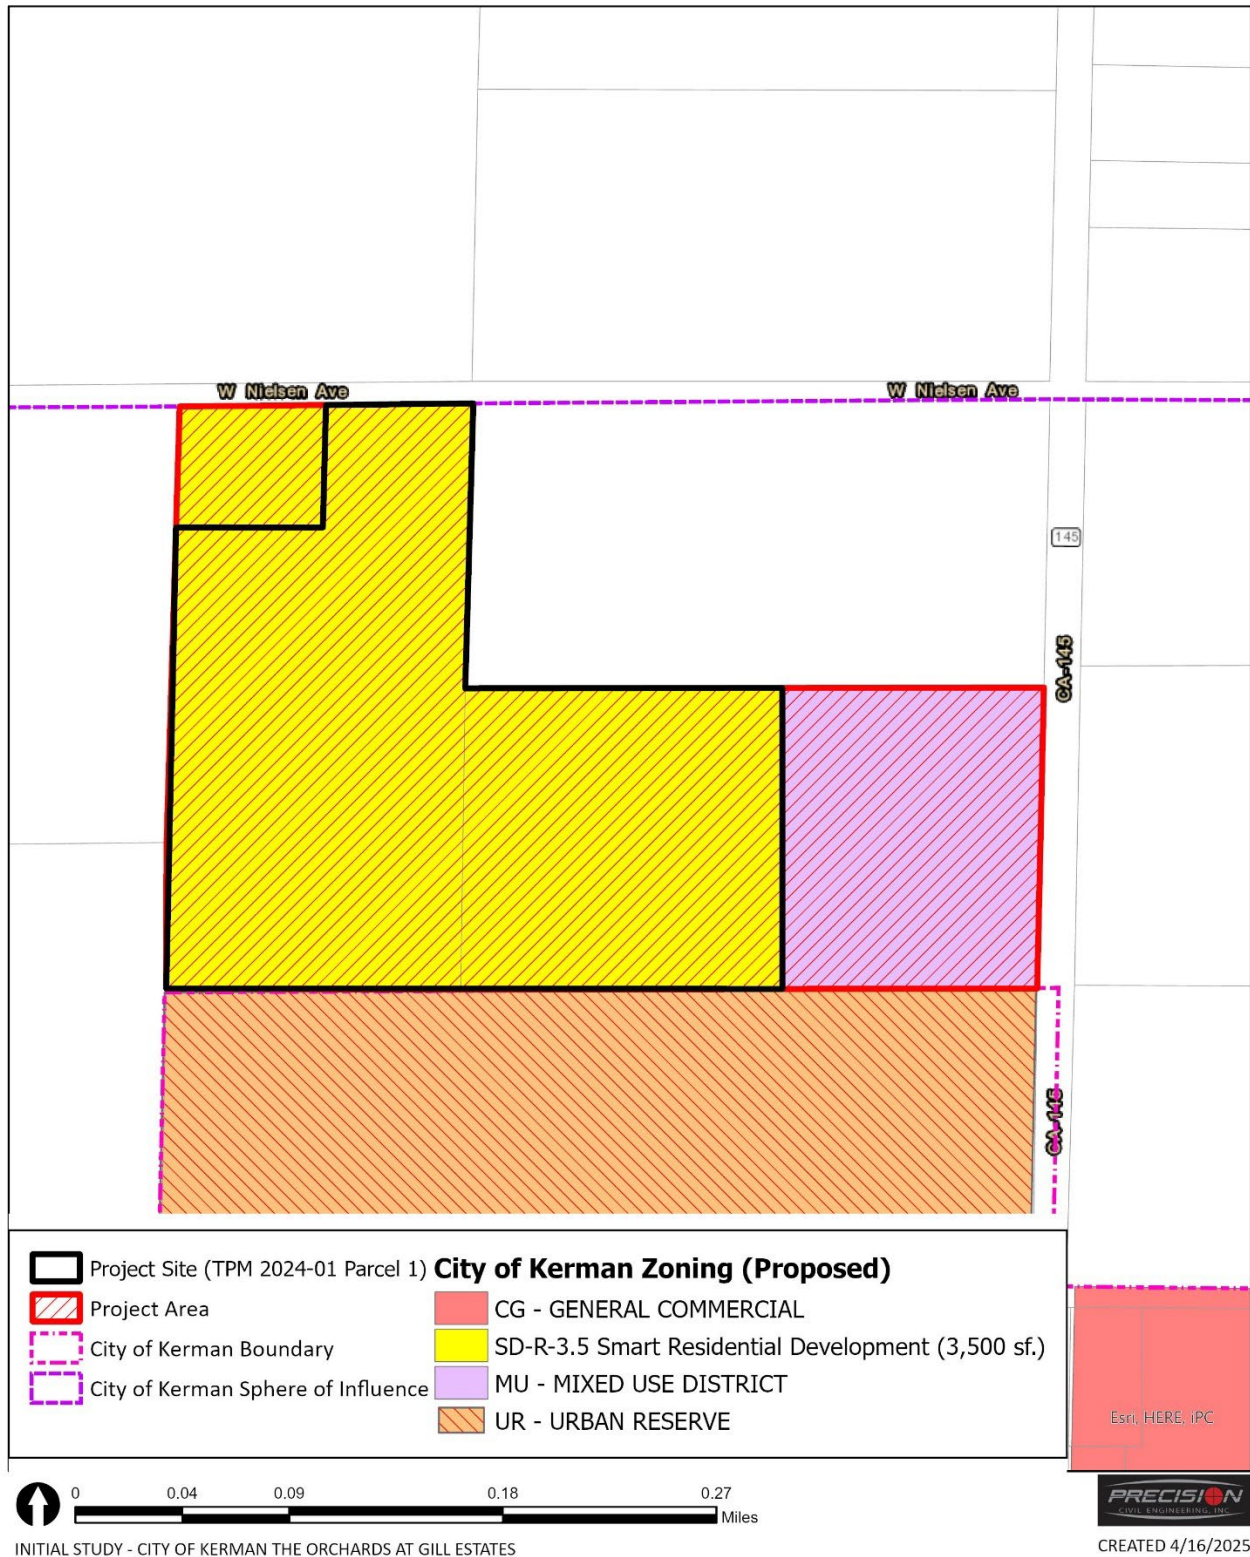 W Nielsen Ave
W Nielsen Ave
145
CA-145
CA-145
Project Site (TPM 2024-01 Parcel 1)
Project Area
City of Kerman Boundary
City of Kerman Sphere of Influence
City of Kerman Zoning (Proposed)
CG - GENERAL COMMERCIAL
SD-R-3.5 Smart Residential Development (3,500 sf.)
MU - MIXED USE DISTRICT
UR - URBAN RESERVE
Esri, HERE, iPC
0 0.04 0.09 0.18 0.27
Miles
PRECISION
CIVIL ENGINEERING, INC.
INITIAL STUDY - CITY OF KERMAN THE ORCHARDS AT GILL ESTATES
CREATED 4/16/2025